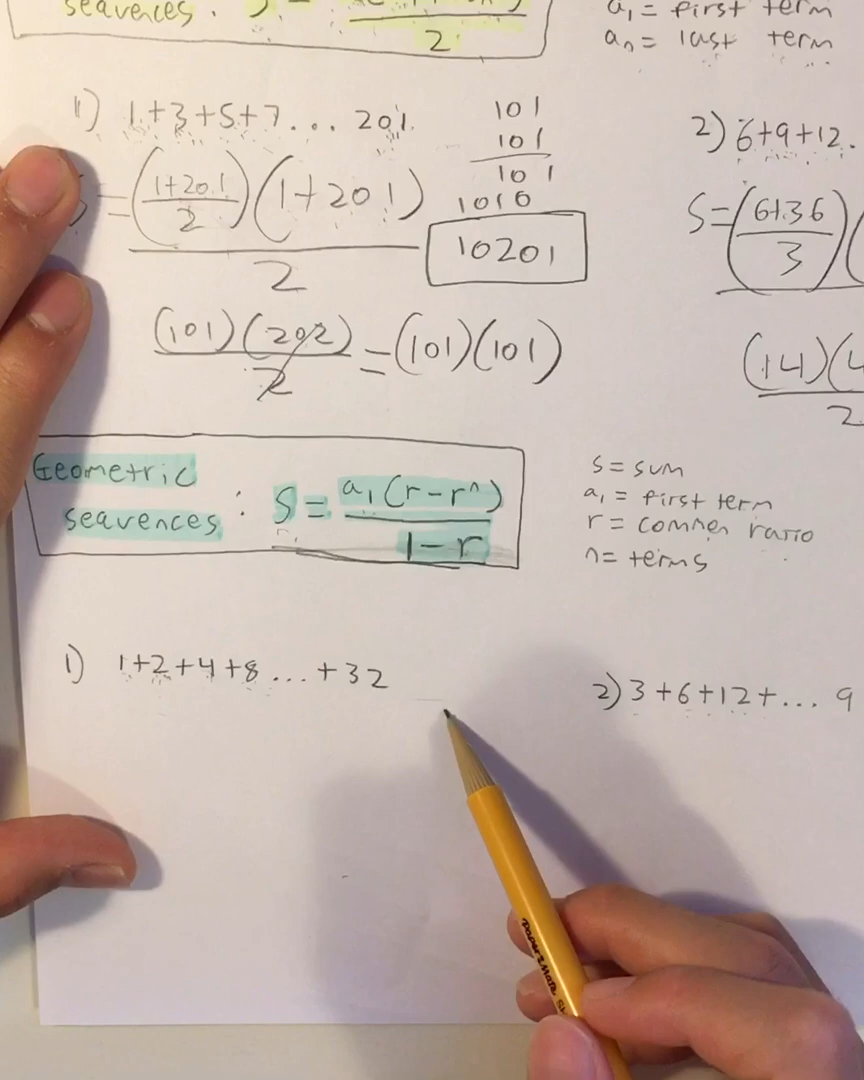 seavences.
2
a₁ = first term
aₙ = last term
1) 1+3+5+7... 201
101
101
101
1010
10201
= (1+201/2)(1+201)
2
(101)(202)/2 = (101)(101)
2) 6+9+12.
S=(6+36/3)(
(14)(4
2
Geometric
seavences : S = a₁(r-rⁿ)
1-r
s = sum
a₁ = first term
r = common ratio
n = terms
1) 1+2+4+8...+32
2) 3+6+12+... 9